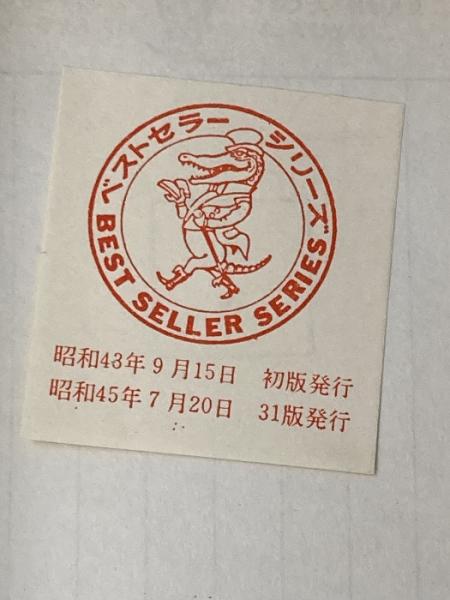 ベストセラー シリーズ
BEST SELLER SERIES
昭和43年9月15日 初版発行
昭和45年7月20日 31版発行